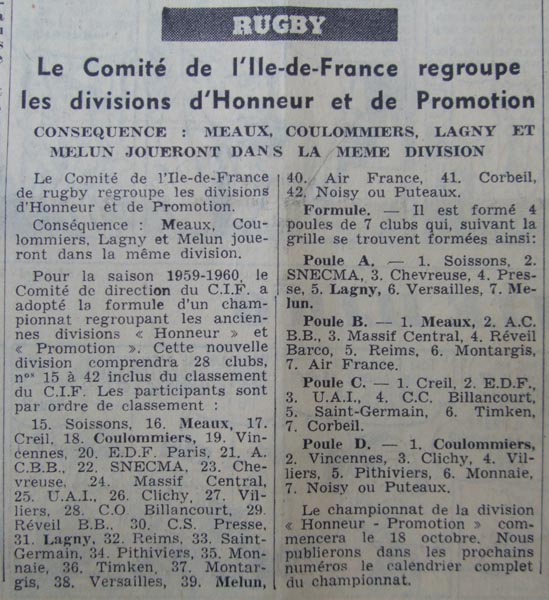 RUGBY
Le Comité de l'Ile-de-France regroupe
les divisions d'Honneur et de Promotion
CONSEQUENCE : MEAUX, COULOMMIERS, LAGNY ET
MELUN JOUERONT DANS LA MEME DIVISION
Le Comité de l'Ile-de-France
de rugby regroupe les divisions
d'Honneur et de Promotion.
Conséquence : Meaux, Cou-
lommiers, Lagny et Melun joue-
ront dans la même division.
Pour la saison 1959-1960, le
Comité de direction du C.I.F. a
adopté la formule d'un cham-
pionnat regroupant les ancien-
nes divisions « Honneur » et
« Promotion ». Cette nouvelle
division comprendra 28 clubs,
nos 15 à 42 inclus du classement
du C.I.F. Les participants sont
par ordre de classement :
15. Soissons, 16. Meaux, 17.
Creil, 18. Coulommiers, 19. Vin-
cennes, 20. E.D.F. Paris, 21. A.
C.B.B., 22. SNECMA, 23. Che-
vreuse, 24. Massif Central,
25. U.A.I., 26. Clichy, 27. Vil-
liers, 28. C.O. Billancourt, 29.
Réveil B.B., 30. C.S. Presse,
31. Lagny, 32. Reims, 33. Saint-
Germain, 34. Pithiviers, 35. Mon-
naie, 36. Timken, 37. Montar-
gis, 38. Versailles, 39. Melun,
40. Air France, 41. Corbeil,
42. Noisy ou Puteaux.
Formule. — Il est formé 4
poules de 7 clubs qui, suivant la
grille se trouvent formées ainsi:
Poule A. — 1. Soissons, 2.
SNECMA, 3. Chevreuse, 4. Pres-
se, 5. Lagny, 6. Versailles, 7. Me-
lun.
Poule B. — 1. Meaux, 2. A.C.
B.B., 3. Massif Central, 4. Réveil
Barco, 5. Reims, 6. Montargis,
7. Air France.
Poule C. — 1. Creil, 2. E.D.F.,
3. U.A.I., 4. C.C. Billancourt,
5. Saint-Germain, 6. Timken,
7. Corbeil.
Poule D. — 1. Coulommiers,
2. Vincennes, 3. Clichy, 4. Vil-
liers, 5. Pithiviers, 6. Monnaie,
7. Noisy ou Puteaux.
Le championnat de la division
« Honneur - Promotion » com-
mencera le 18 octobre. Nous
publierons dans les prochains
numéros le calendrier complet
du championnat.